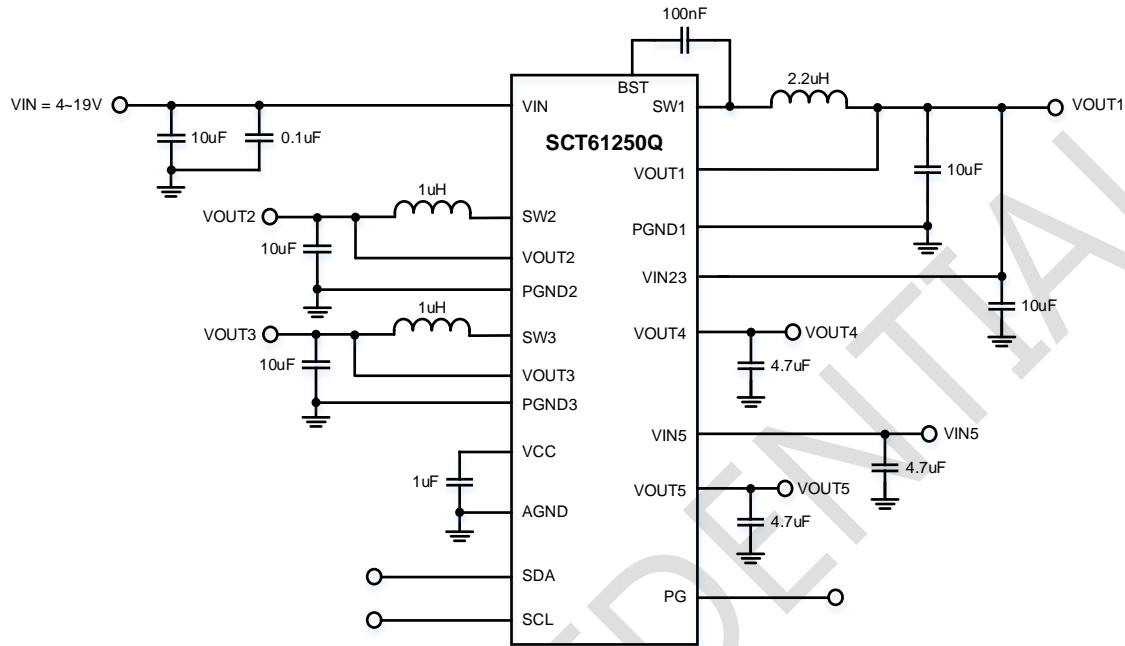 100nF
BST
2.2uH
VIN = 4~19V
VIN
SW1
VOUT1
10uF
0.1uF
SCT61250Q
VOUT1
10uF
1uH
VOUT2
SW2
PGND1
10uF
VOUT2
VIN23
PGND2
1uH
10uF
VOUT3
SW3
VOUT4
VOUT4
10uF
VOUT3
4.7uF
PGND3
VIN5
VIN5
VCC
4.7uF
1uF
VOUT5
VOUT5
AGND
4.7uF
SDA
PG
SCL
DENTIAL